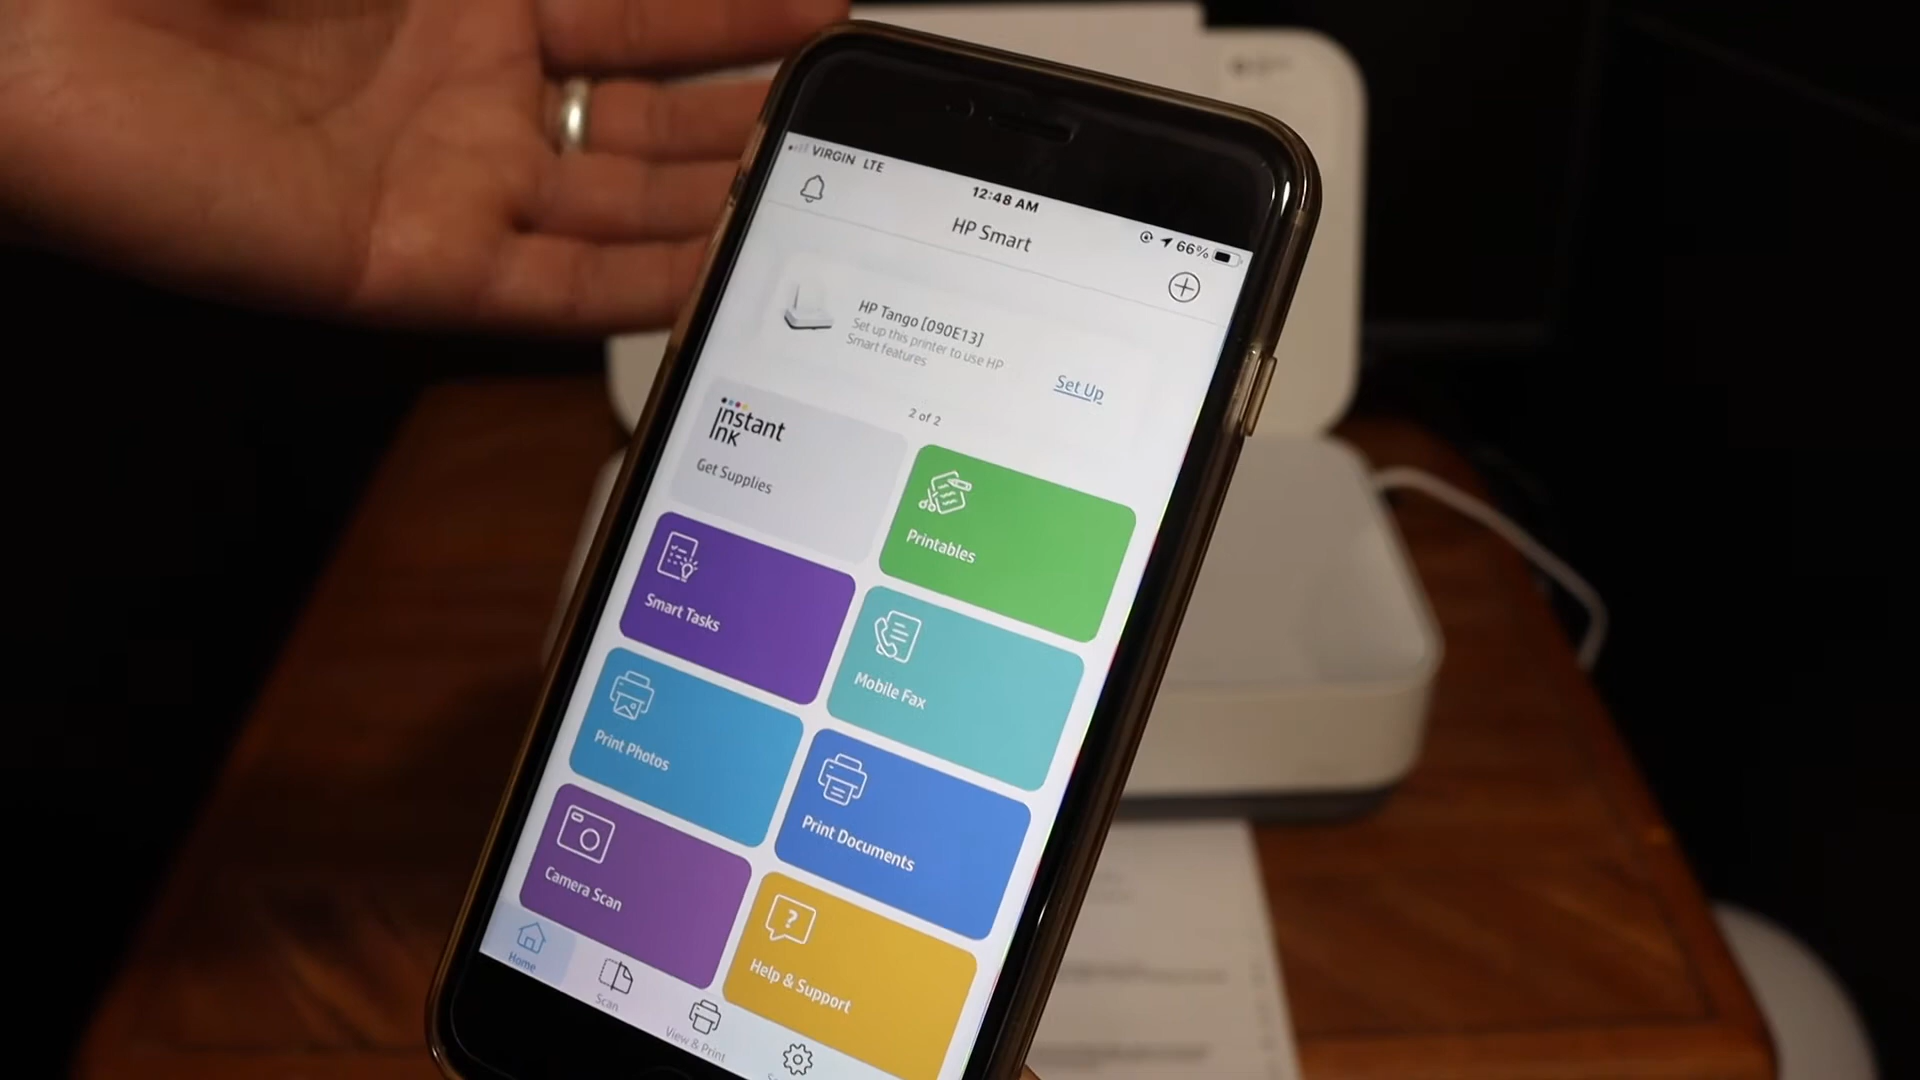 VIRGIN LTE
12:48 AM
66%
HP Smart
HP Tango [090E13]
Set up this printer to use HP
Smart features
Set Up
2 of 2
Instant
Ink
Get Supplies
Printables
Smart Tasks
Mobile Fax
Print Photos
Print Documents
Camera Scan
Help & Support
Home
Scan
View & Print